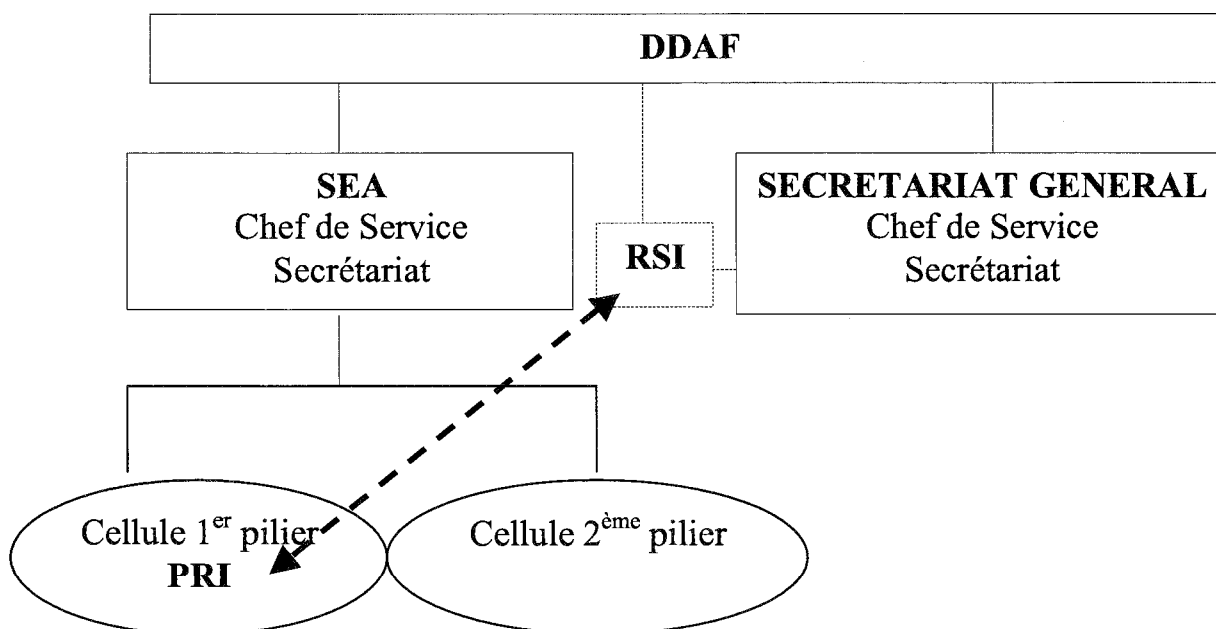 DDAF
SEA
Chef de Service
Secrétariat
RSI
SECRETARIAT GENERAL
Chef de Service
Secrétariat
Cellule 1er pilier
PRI
Cellule 2ème pilier